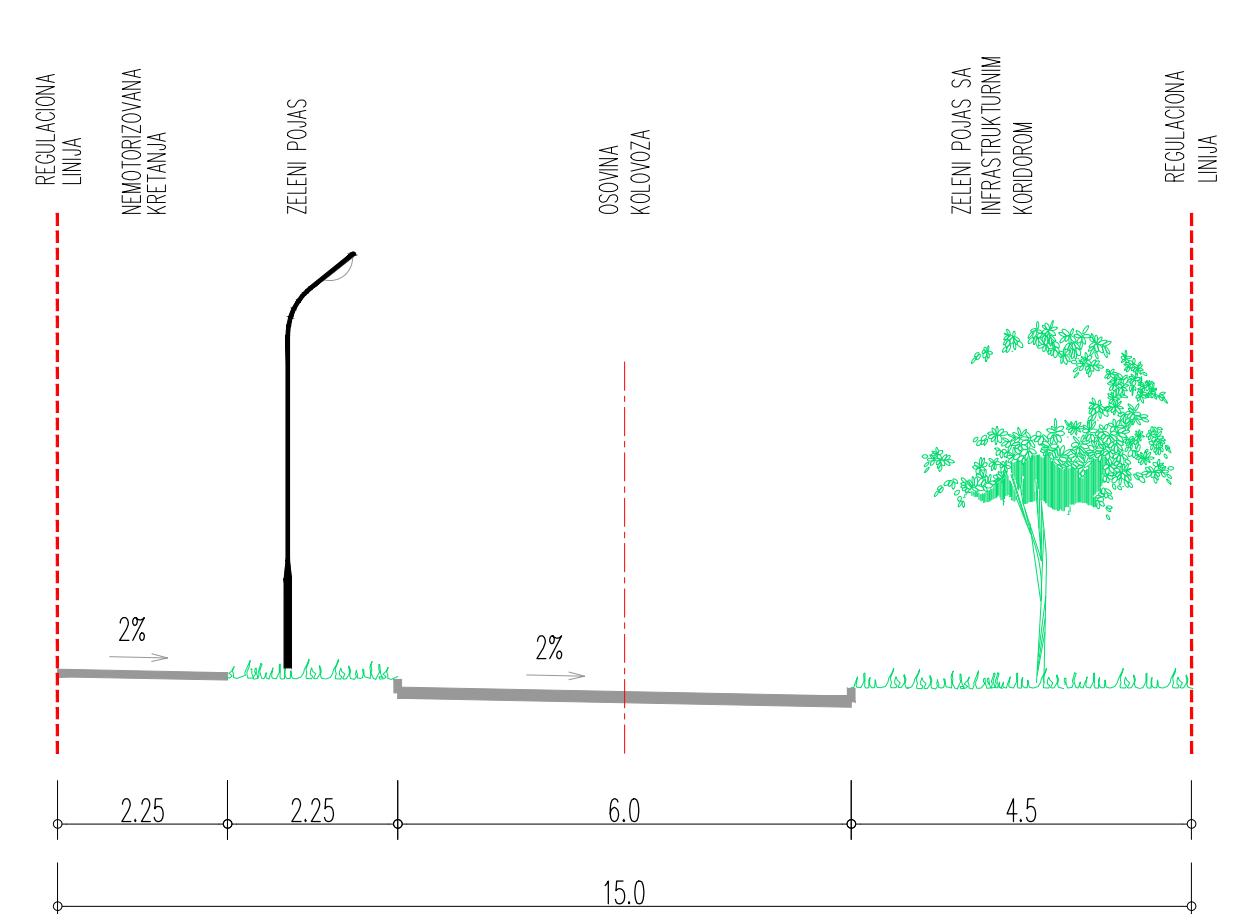 REGULACIONA
LINIJA
NEMOTORIZOVANA
KRETANJA
ZELENI POJAS
OSOVINA
KOLOVOZA
ZELENI POJAS SA
INFRASTRUKTURNIM
KORIDOROM
REGULACIONA
LINIJA
2%
2%
2.25
2.25
6.0
4.5
15.0